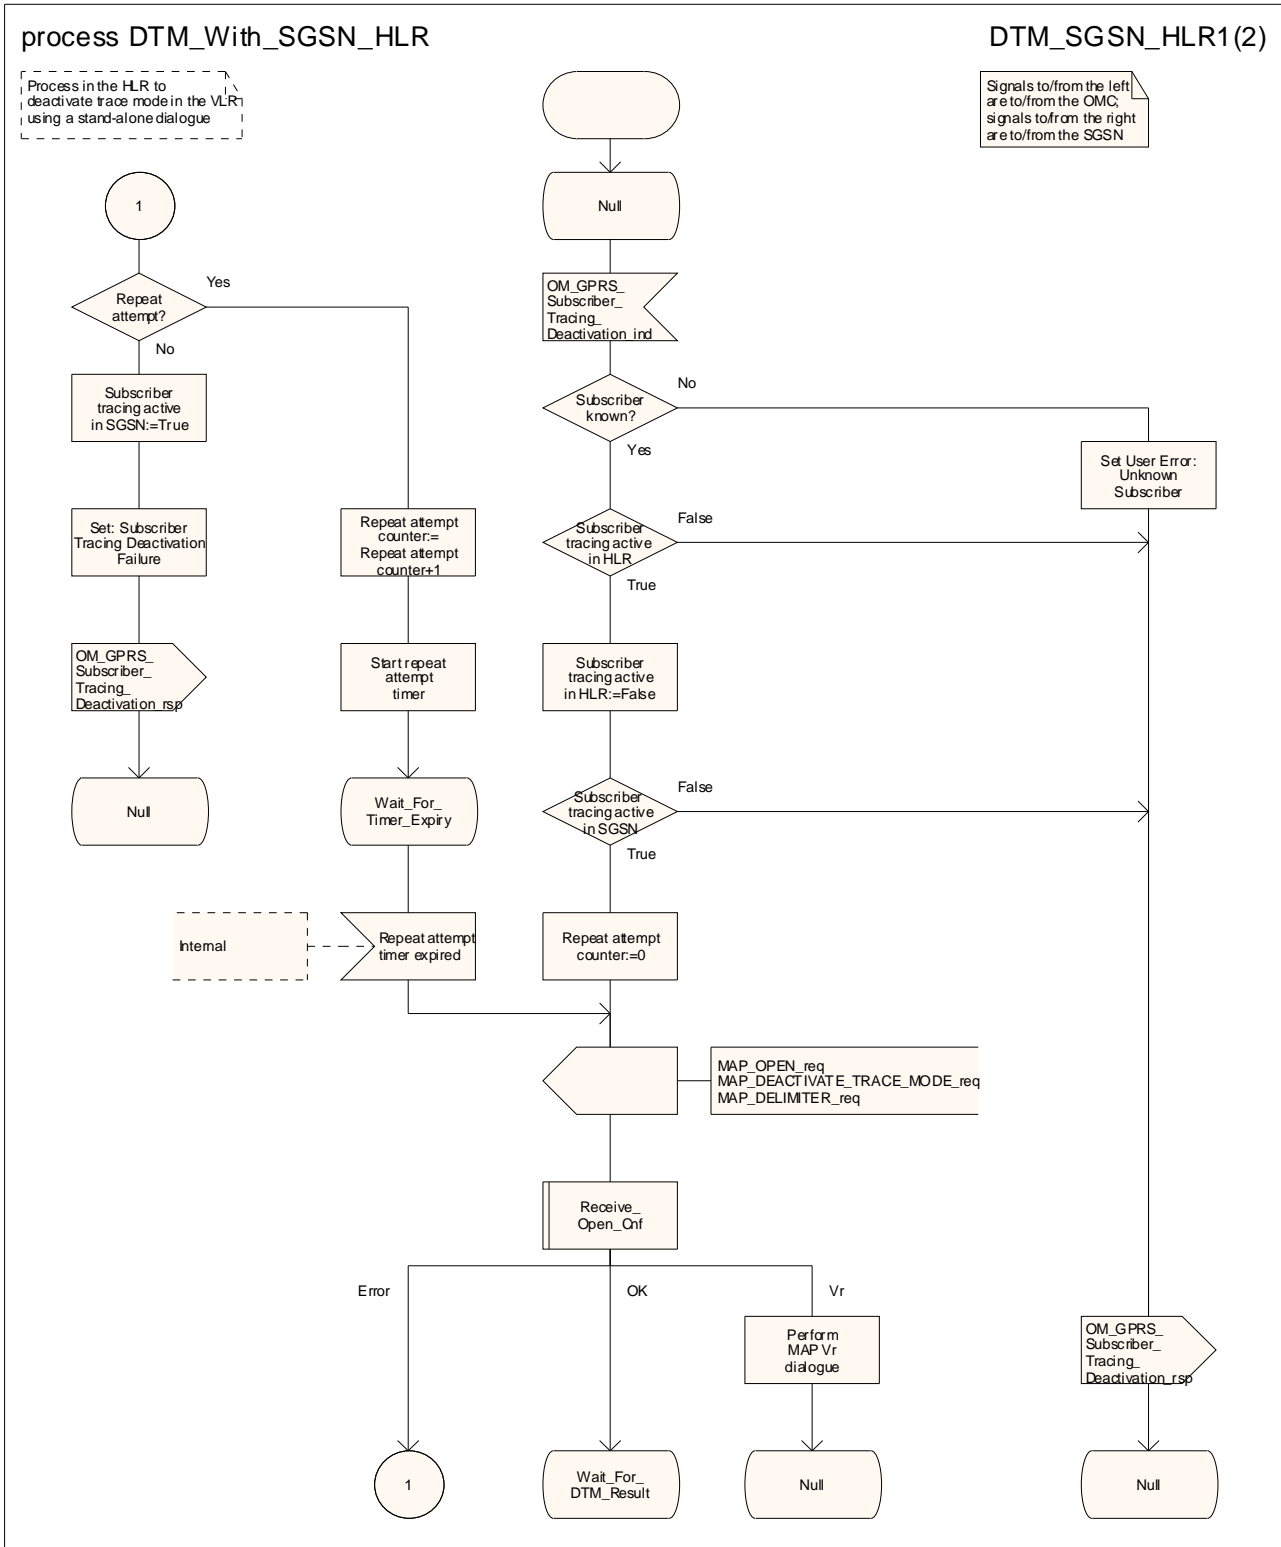 process DTM_With_SGSN_HLR
DTM_SGSN_HLR1(2)
Process in the HLR to
deactivate trace mode in the VLR
using a stand-alone dialogue
Signals to/from the left
are to/from the OMC;
signals to/from the right
are to/from the SGSN
1
Null
Repeat
attempt?
Yes
No
OM_GPRS_
Subscriber_
Tracing_
Deactivation_ind
Subscriber
tracing active
in SGSN:=True
Subscriber
known?
No
Yes
Set User Error:
Unknown
Subscriber
Set: Subscriber
Tracing Deactivation
Failure
Repeat attempt
counter:=
Repeat attempt
counter+1
Subscriber
tracing active
in HLR
False
True
OM_GPRS_
Subscriber_
Tracing_
Deactivation_rsp
Start repeat
attempt
timer
Subscriber
tracing active
in HLR:=False
Null
Wait_For_
Timer_Expiry
Subscriber
tracing active
in SGSN
False
True
Internal
Repeat attempt
timer expired
Repeat attempt
counter:=0
MAP_OPEN_req
MAP_DEACTIVATE_TRACE_MODE_req
MAP_DELIMITER_req
Receive_
Open_Cnf
Error
OK
Vr
Perform
MAP Vr
dialogue
OM_GPRS_
Subscriber_
Tracing_
Deactivation_rsp
1
Wait_For_
DTM_Result
Null
Null